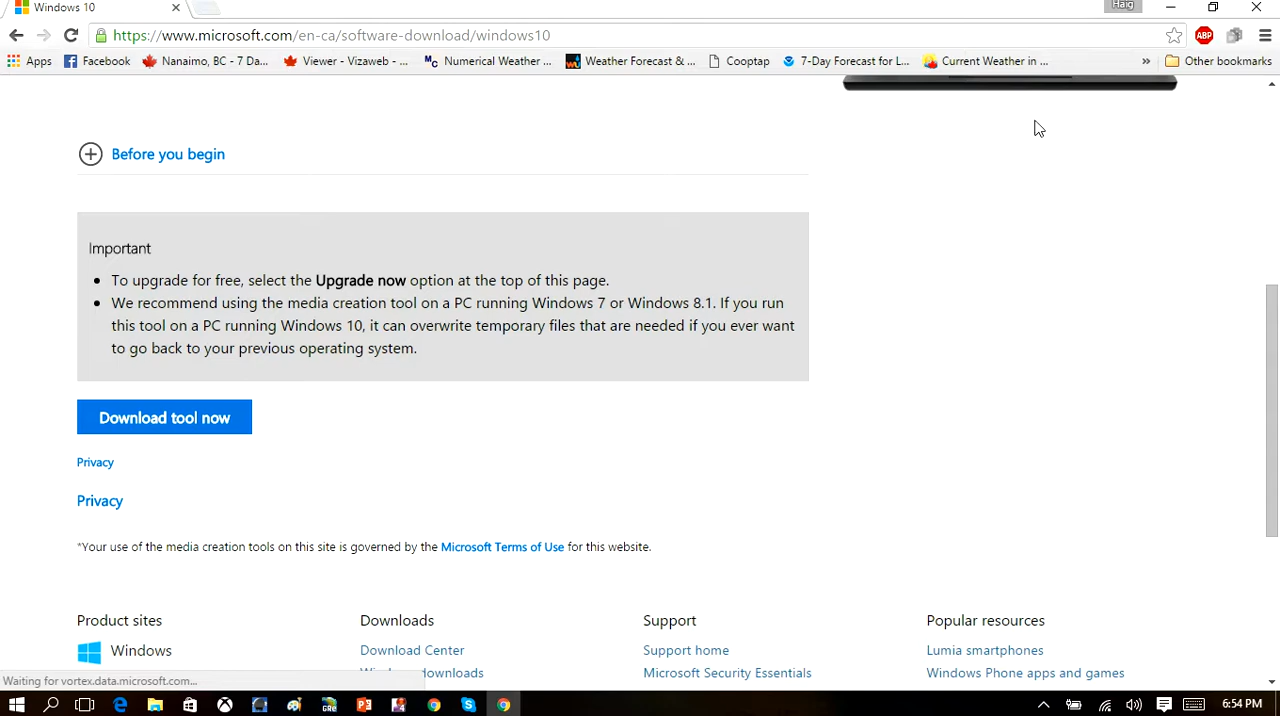 Windows 10
Haig
https://www.microsoft.com/en-ca/software-download/windows10
ABP
Apps Facebook Nanaimo, BC - 7 Da... Viewer - Vizaweb - ... Numerical Weather ... Weather Forecast & ... Cooptap 7-Day Forecast for L... Current Weather in ... » Other bookmarks
Before you begin
Important
• To upgrade for free, select the Upgrade now option at the top of this page.
• We recommend using the media creation tool on a PC running Windows 7 or Windows 8.1. If you run
this tool on a PC running Windows 10, it can overwrite temporary files that are needed if you ever want
to go back to your previous operating system.
Download tool now
Privacy
Privacy
*Your use of the media creation tools on this site is governed by the Microsoft Terms of Use for this website.
Product sites Downloads Support Popular resources
Windows Download Center Support home Lumia smartphones
Windows downloads Microsoft Security Essentials Windows Phone apps and games
Waiting for vortex.data.microsoft.com...
6:54 PM